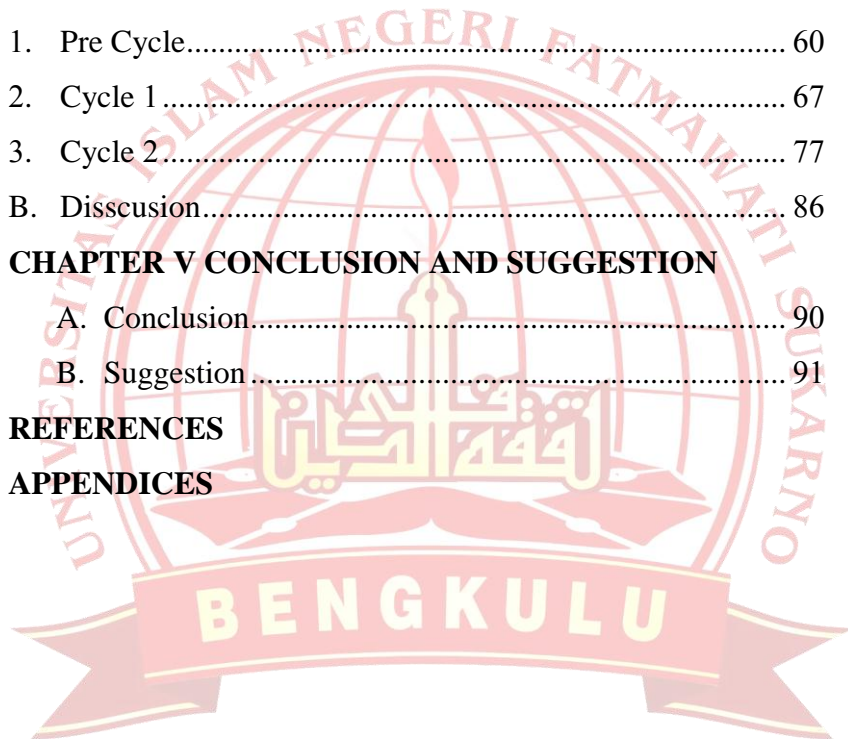 1. Pre Cycle........................................................................... 60
2. Cycle 1............................................................................... 67
3. Cycle 2............................................................................... 77
B. Disscusion......................................................................... 86
CHAPTER V CONCLUSION AND SUGGESTION
A. Conclusion.................................................................... 90
B. Suggestion.................................................................... 91
REFERENCES
APPENDICES
UNIVERSITAS ISLAM NEGERI FATMAWATI SUKARNO
BENGKULU